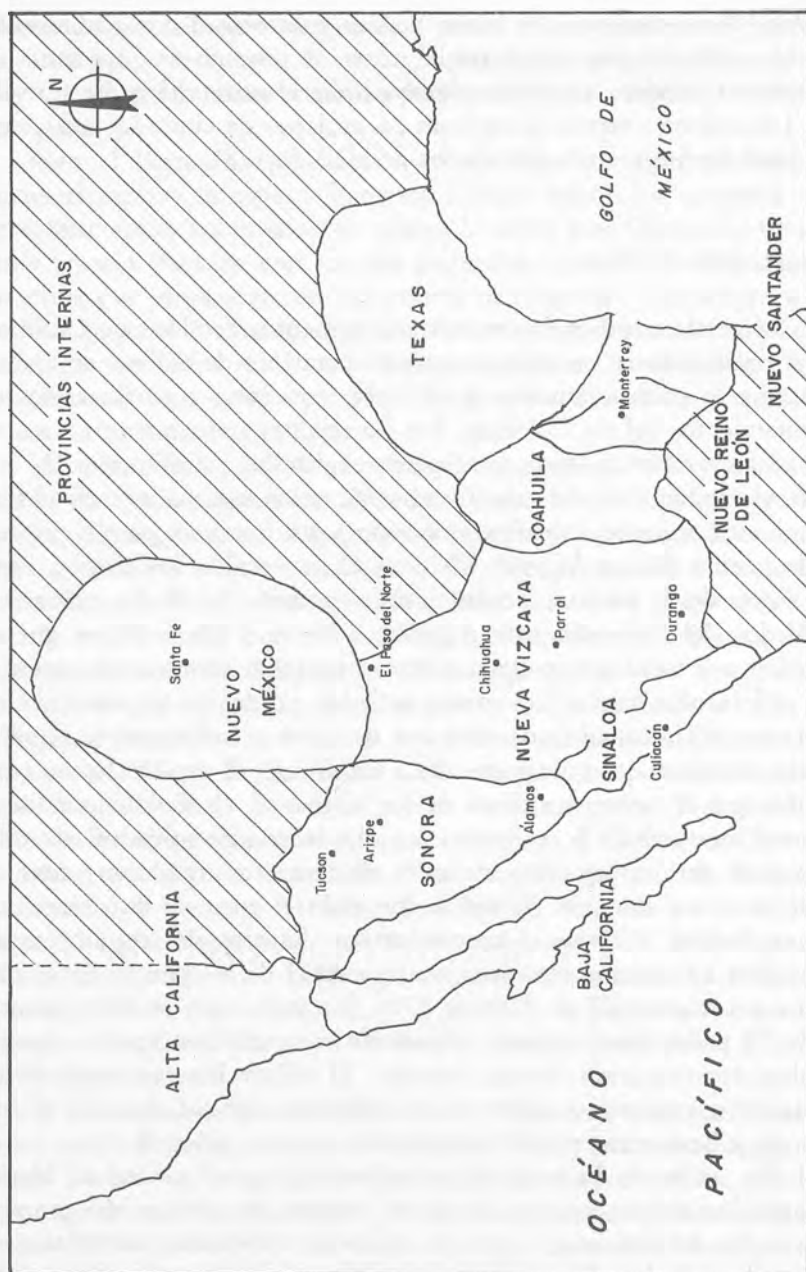 N
PROVINCIAS INTERNAS
ALTA CALIFORNIA
NUEVO
MÉXICO
Santa Fe
TEXAS
GOLFO DE
MÉXICO
Tucson
Arizpe
El Paso del Norte
SONORA
Chihuahua
NUEVA VIZCAYA
COAHUILA
Álamos
Parral
Monterrey
SINALOA
BAJA
CALIFORNIA
Culiacán
Durango
NUEVO REINO
DE LEÓN
NUEVO SANTANDER
OCÉANO
PACÍFICO